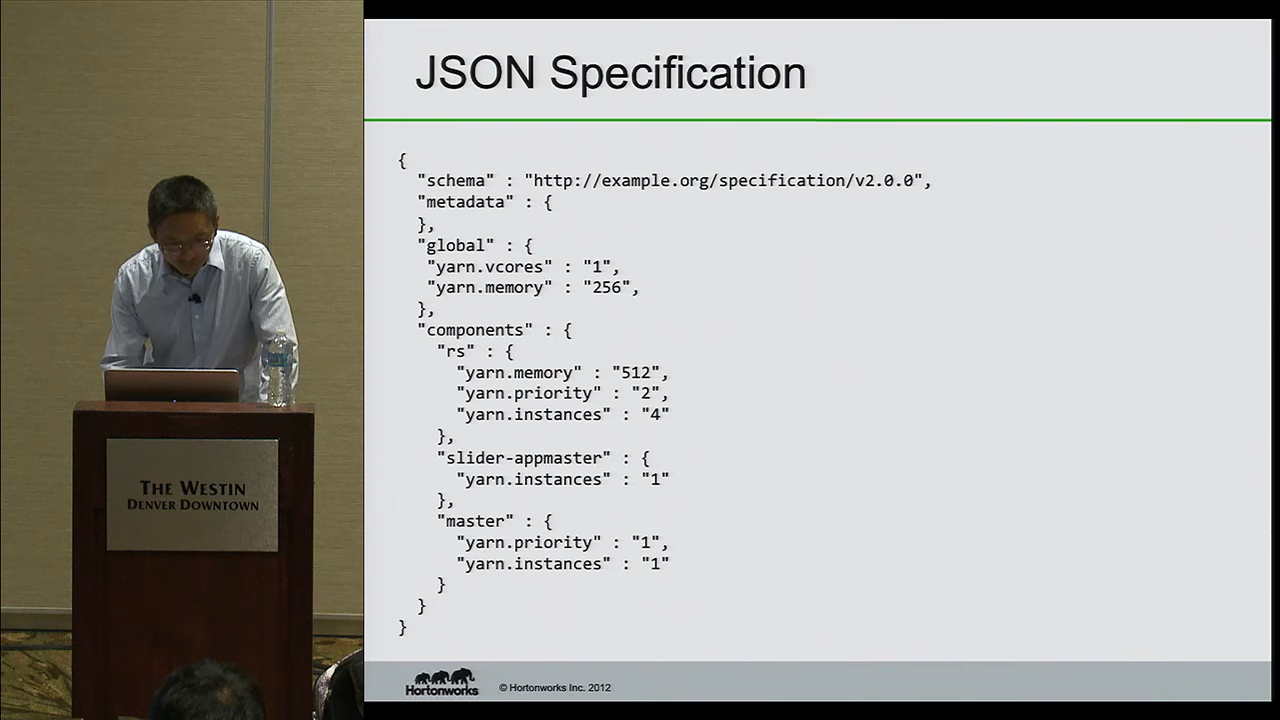 JSON Specification
{
"schema" : "http://example.org/specification/v2.0.0",
"metadata" : {
},
"global" : {
"yarn.vcores" : "1",
"yarn.memory" : "256",
},
"components" : {
"rs" : {
"yarn.memory" : "512",
"yarn.priority" : "2",
"yarn.instances" : "4"
},
"slider-appmaster" : {
"yarn.instances" : "1"
},
"master" : {
"yarn.priority" : "1",
"yarn.instances" : "1"
}
}
}
Hortonworks
© Hortonworks Inc. 2012
THE WESTIN
DENVER DOWNTOWN